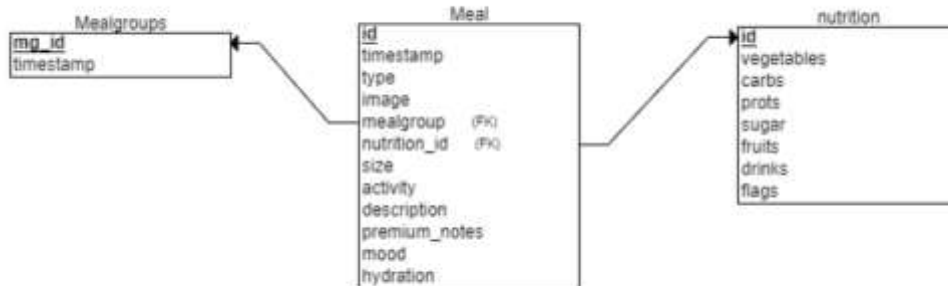 Mealgroups
mg_id
timestamp
Meal
id
timestamp
type
image
mealgroup (FK)
nutrition_id (FK)
size
activity
description
premium_notes
mood
hydration
nutrition
id
vegetables
carbs
prots
sugar
fruits
drinks
flags